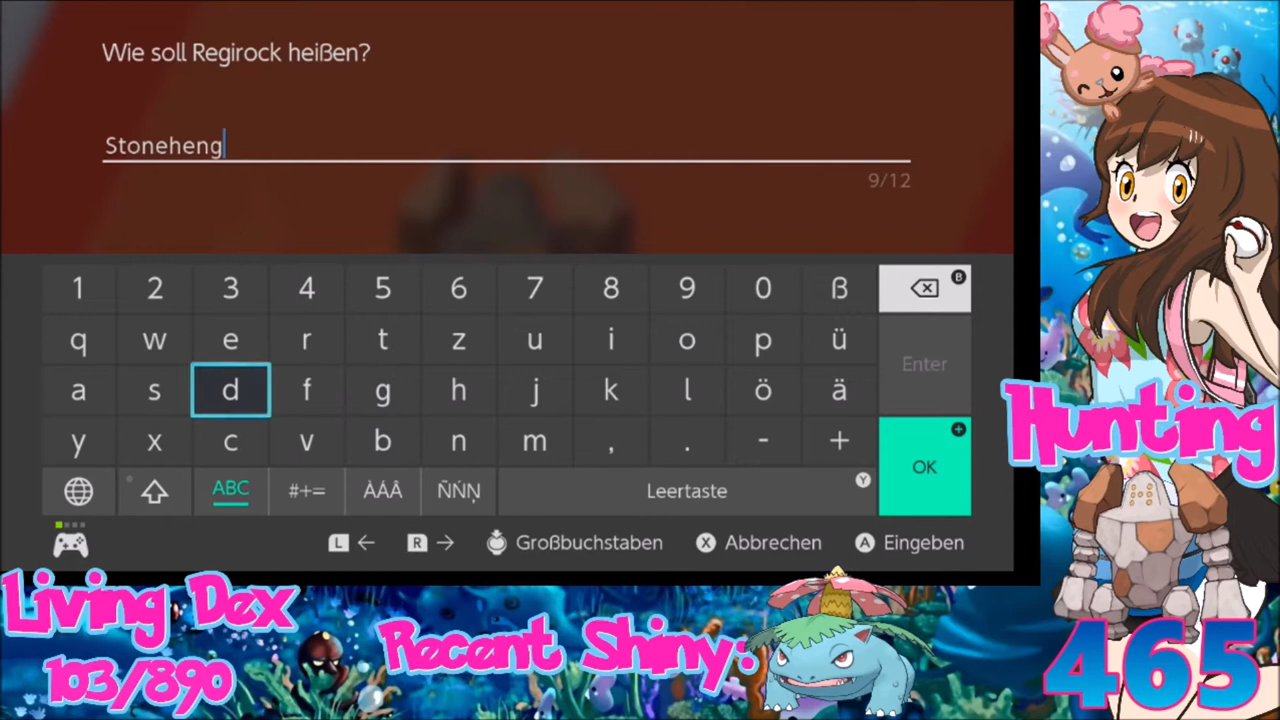 Wie soll Regirock heißen?
Stoneheng
9/12
1 2 3 4 5 6 7 8 9 0 ß B
q w e r t z u i o p ü Enter
a s d f g h j k l ö ä
y x c v b n m , . - + OK
ABC #+= ÀÁÂ ÑŃṆ Leertaste Y
L ← R → Großbuchstaben X Abbrechen A Eingeben
Hunting
465
Living Dex
103/890
Recent Shiny: